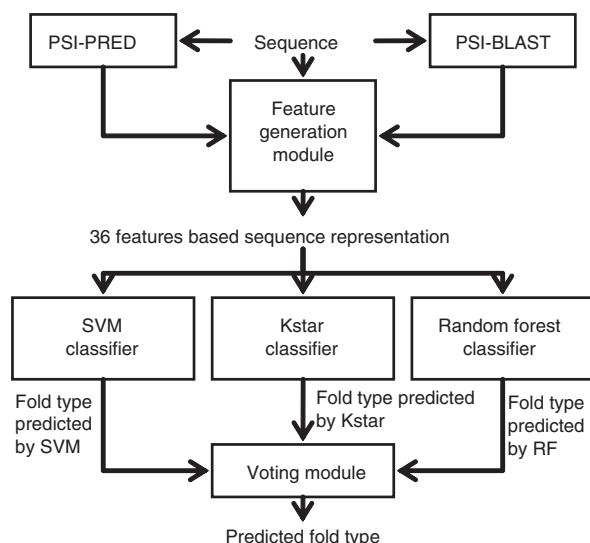 PSI-PRED
Sequence
PSI-BLAST
Feature
generation
module
36 features based sequence representation
SVM
classifier
Kstar
classifier
Random forest
classifier
Fold type
predicted
by SVM
Fold type predicted
by Kstar
Fold type
predicted
by RF
Voting module
Predicted fold type